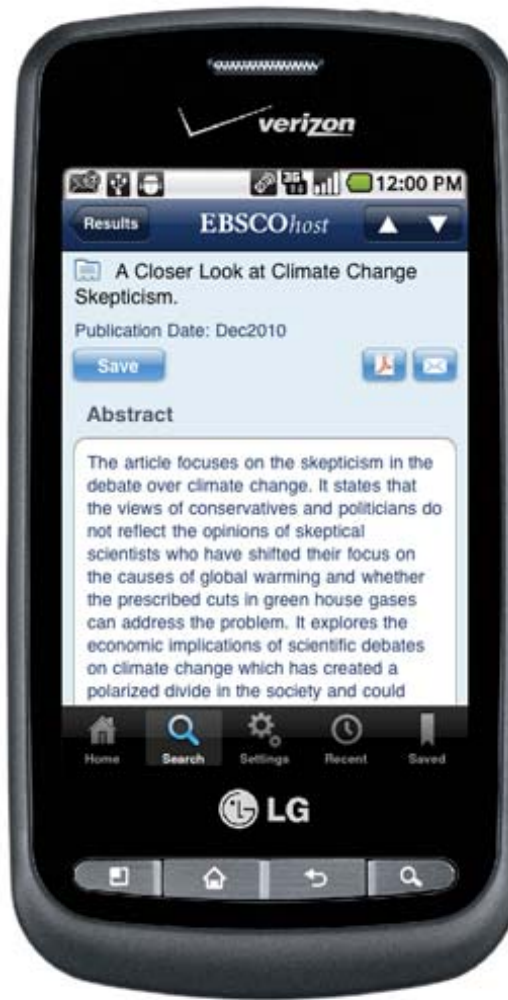 verizon
3G
12:00 PM
Results EBSCOhost
A Closer Look at Climate Change
Skepticism.
Publication Date: Dec2010
Save
Abstract
The article focuses on the skepticism in the
debate over climate change. It states that
the views of conservatives and politicians do
not reflect the opinions of skeptical
scientists who have shifted their focus on
the causes of global warming and whether
the prescribed cuts in green house gases
can address the problem. It explores the
economic implications of scientific debates
on climate change which has created a
polarized divide in the society and could
Home Search Settings Recent Saved
LG